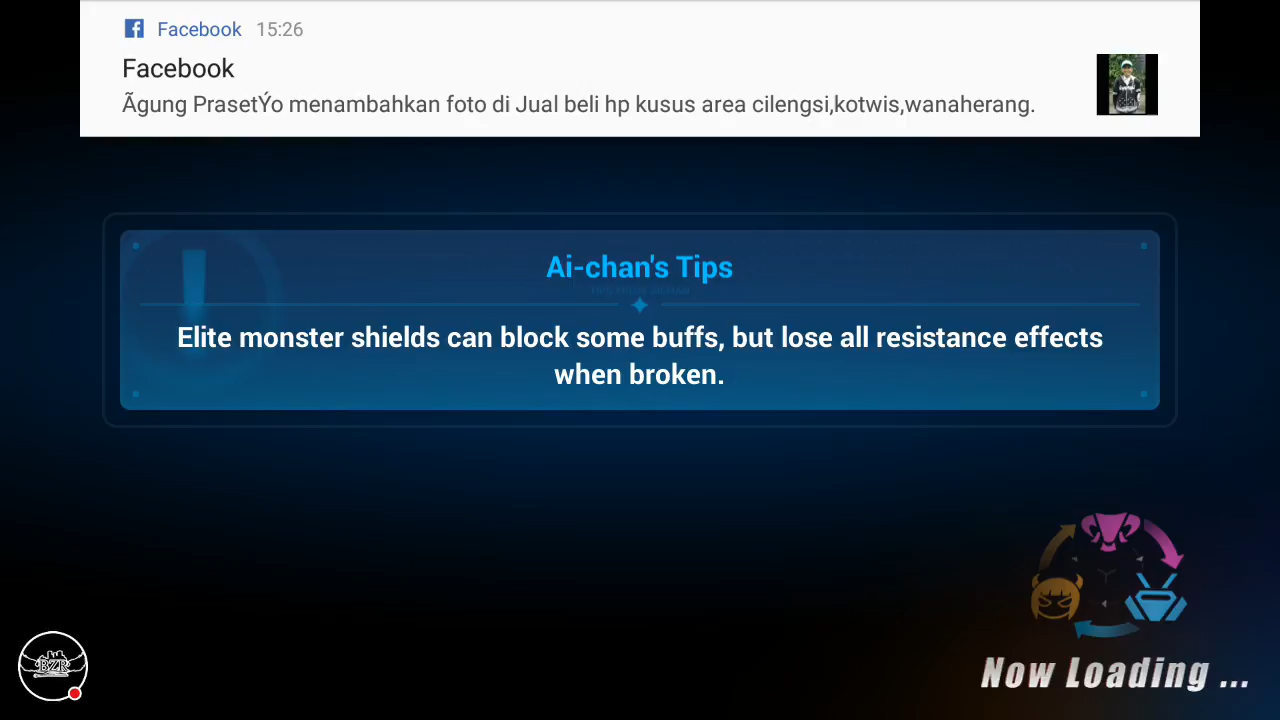 Facebook 15:26
Facebook
Ãgung PrasetÝo menambahkan foto di Jual beli hp kusus area cilengsi,kotwis,wanaherang.
Ai-chan's Tips
Elite monster shields can block some buffs, but lose all resistance effects
when broken.
BZR
Now Loading ...